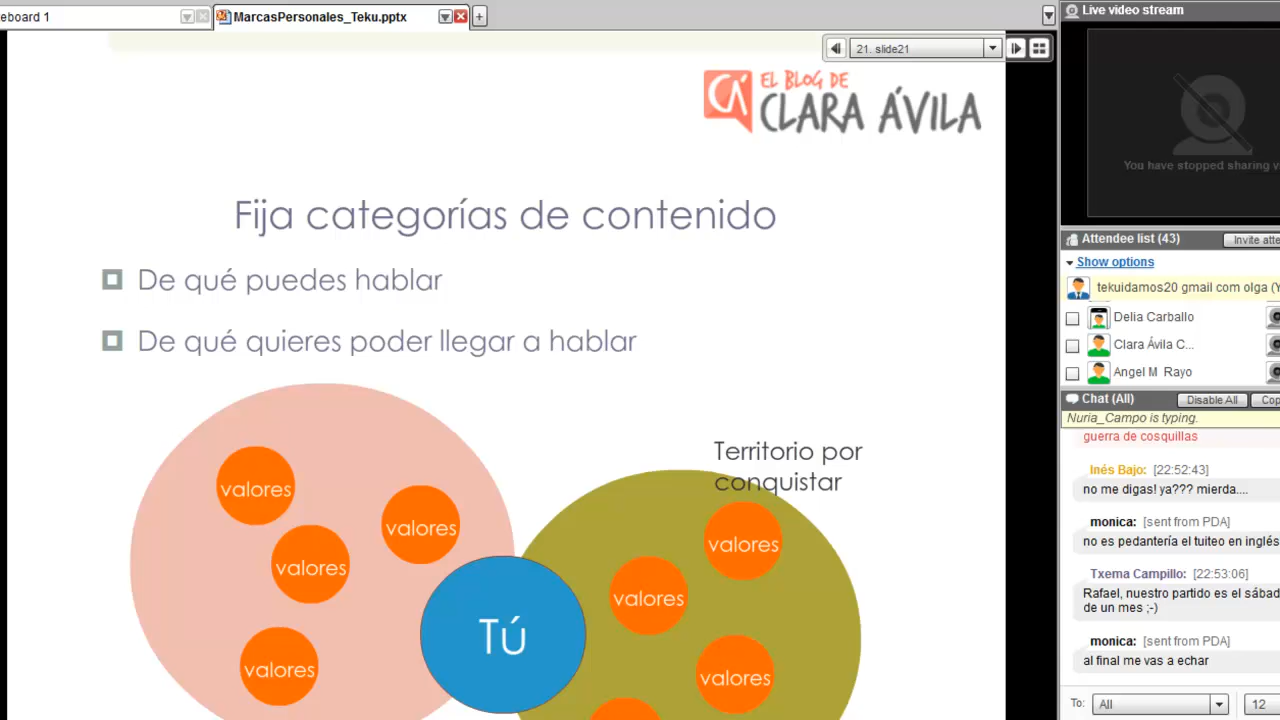 eboard 1
MarcasPersonales_Teku.pptx
21. slide21
EL BLOG DE
CLARA ÁVILA
CÁ
Fija categorías de contenido
De qué puedes hablar
De qué quieres poder llegar a hablar
Territorio por
conquistar
valores
valores
valores
valores
Tú
valores
valores
valores
Live video stream
You have stopped sharing v
Attendee list (43)
Invite atte
Show options
tekuidamos20 gmail com olga (Y
Delia Carballo
Clara Ávila C...
Angel M Rayo
Chat (All)
Disable All
Cop
Nuria_Campo is typing.
guerra de cosquillas
Inés Bajo: [22:52:43]
no me digas! ya??? mierda....
monica: [sent from PDA]
no es pedantería el tuiteo en inglés
Txema Campillo: [22:53:06]
Rafael, nuestro partido es el sábad
de un mes ;-)
monica: [sent from PDA]
al final me vas a echar
To: All 12